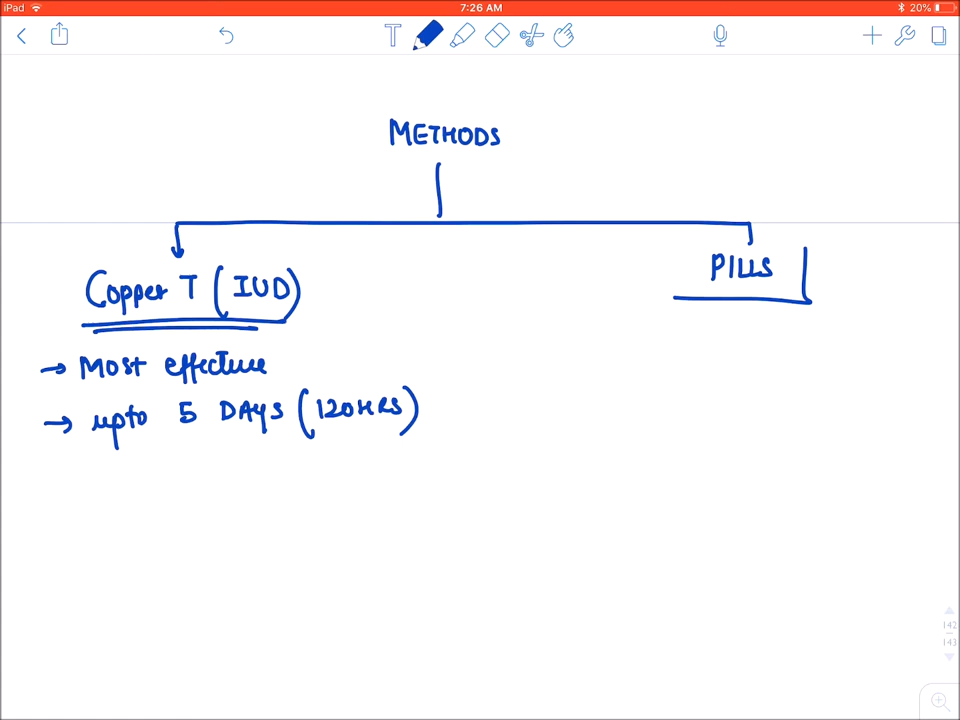 iPad 7:26 AM 20%
T
METHODS
Copper T (IUD)
PILLS
→ MOST effective
→ upto 5 DAYS (120HRS)
142
143